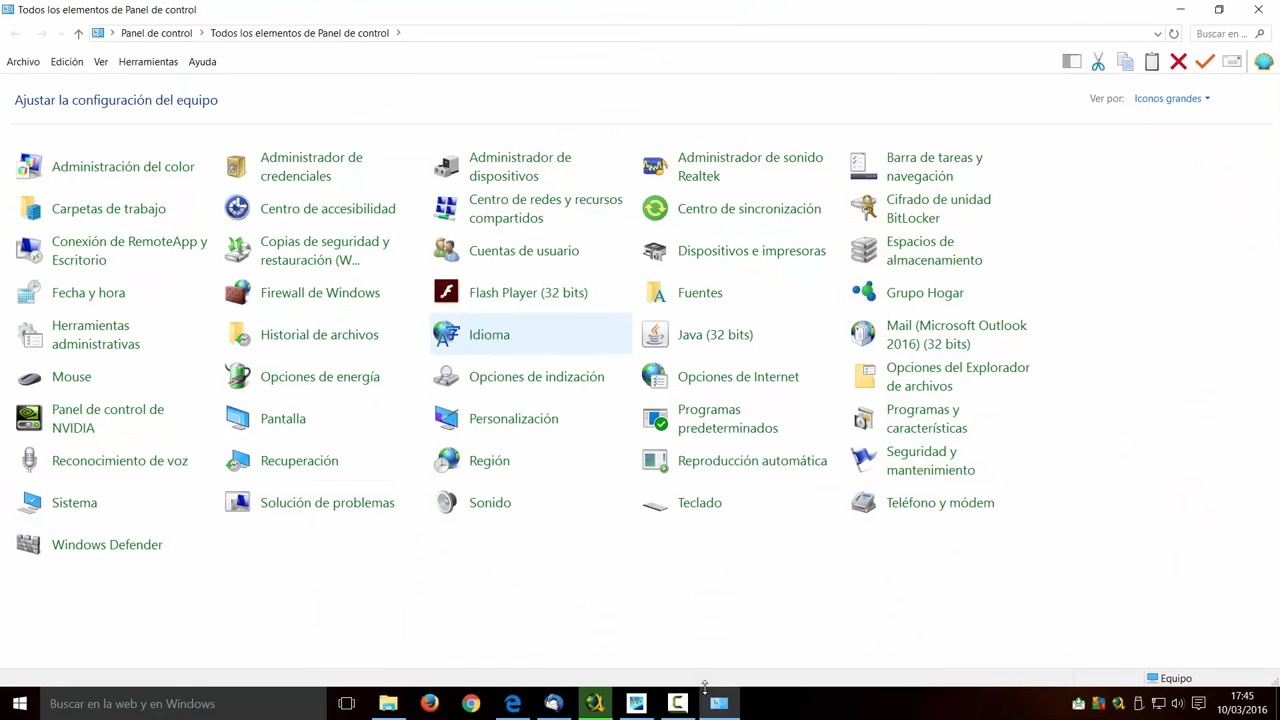 Todos los elementos de Panel de control
Panel de control
Todos los elementos de Panel de control
Buscar en ...
Archivo Edición Ver Herramientas Ayuda
Ajustar la configuración del equipo
Ver por: Iconos grandes
Administración del color
Administrador de
credenciales
Administrador de
dispositivos
Administrador de sonido
Realtek
Barra de tareas y
navegación
Carpetas de trabajo
Centro de accesibilidad
Centro de redes y recursos
compartidos
Centro de sincronización
Cifrado de unidad
BitLocker
Conexión de RemoteApp y
Escritorio
Copias de seguridad y
restauración (W...
Cuentas de usuario
Dispositivos e impresoras
Espacios de
almacenamiento
Fecha y hora
Firewall de Windows
Flash Player (32 bits)
Fuentes
Grupo Hogar
Herramientas
administrativas
Historial de archivos
Idioma
Java (32 bits)
Mail (Microsoft Outlook
2016) (32 bits)
Mouse
Opciones de energía
Opciones de indización
Opciones de Internet
Opciones del Explorador
de archivos
Panel de control de
NVIDIA
Pantalla
Personalización
Programas
predeterminados
Programas y
características
Reconocimiento de voz
Recuperación
Región
Reproducción automática
Seguridad y
mantenimiento
Sistema
Solución de problemas
Sonido
Teclado
Teléfono y módem
Windows Defender
Equipo
Buscar en la web y en Windows
17:45
10/03/2016